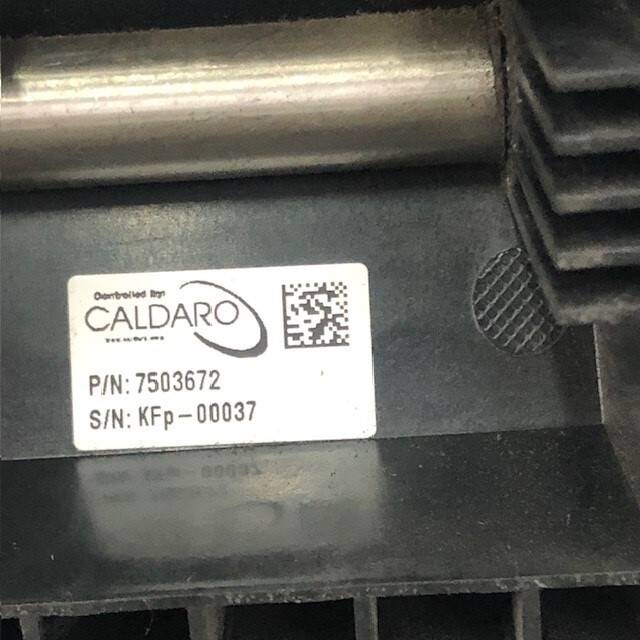 Controlled By:
CALDARO
P/N: 7503672
S/N: KFp-00037